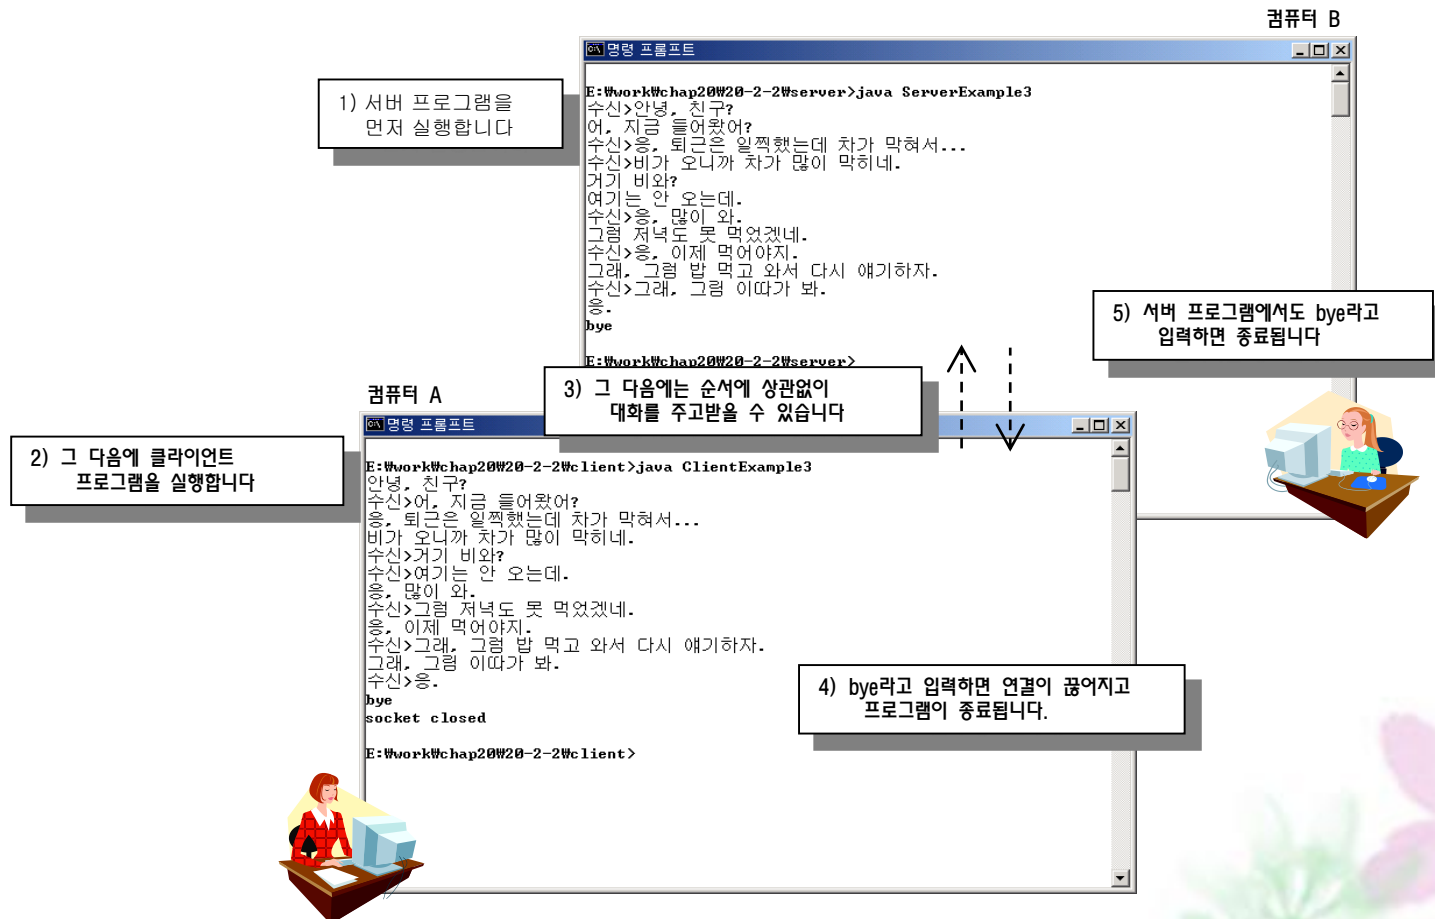 컴퓨터 B
명령 프롬프트
E:₩work₩chap20₩20-2-2₩server>java ServerExample3
수신>안녕, 친구?
어, 지금 들어왔어?
수신>응, 퇴근은 일찍했는데 차가 막혀서...
수신>비가 오니까 차가 많이 막히네.
거기 비와?
여기는 안 오는데.
수신>응, 많이 와.
그럼 저녁도 못 먹었겠네.
수신>응, 이제 먹어야지.
그래, 그럼 밥 먹고 와서 다시 얘기하자.
수신>그래, 그럼 이따가 봐.
응.
bye
E:₩work₩chap20₩20-2-2₩server>
1) 서버 프로그램을
먼저 실행합니다
5) 서버 프로그램에서도 bye라고
입력하면 종료됩니다
3) 그 다음에는 순서에 상관없이
대화를 주고받을 수 있습니다
컴퓨터 A
명령 프롬프트
2) 그 다음에 클라이언트
프로그램을 실행합니다
E:₩work₩chap20₩20-2-2₩client>java ClientExample3
안녕, 친구?
수신>어, 지금 들어왔어?
응, 퇴근은 일찍했는데 차가 막혀서...
비가 오니까 차가 많이 막히네.
수신>거기 비와?
수신>여기는 안 오는데.
응, 많이 와.
수신>그럼 저녁도 못 먹었겠네.
응, 이제 먹어야지.
수신>그래, 그럼 밥 먹고 와서 다시 얘기하자.
그래, 그럼 이따가 봐.
수신>응.
bye
socket closed
E:₩work₩chap20₩20-2-2₩client>
4) bye라고 입력하면 연결이 끊어지고
프로그램이 종료됩니다.